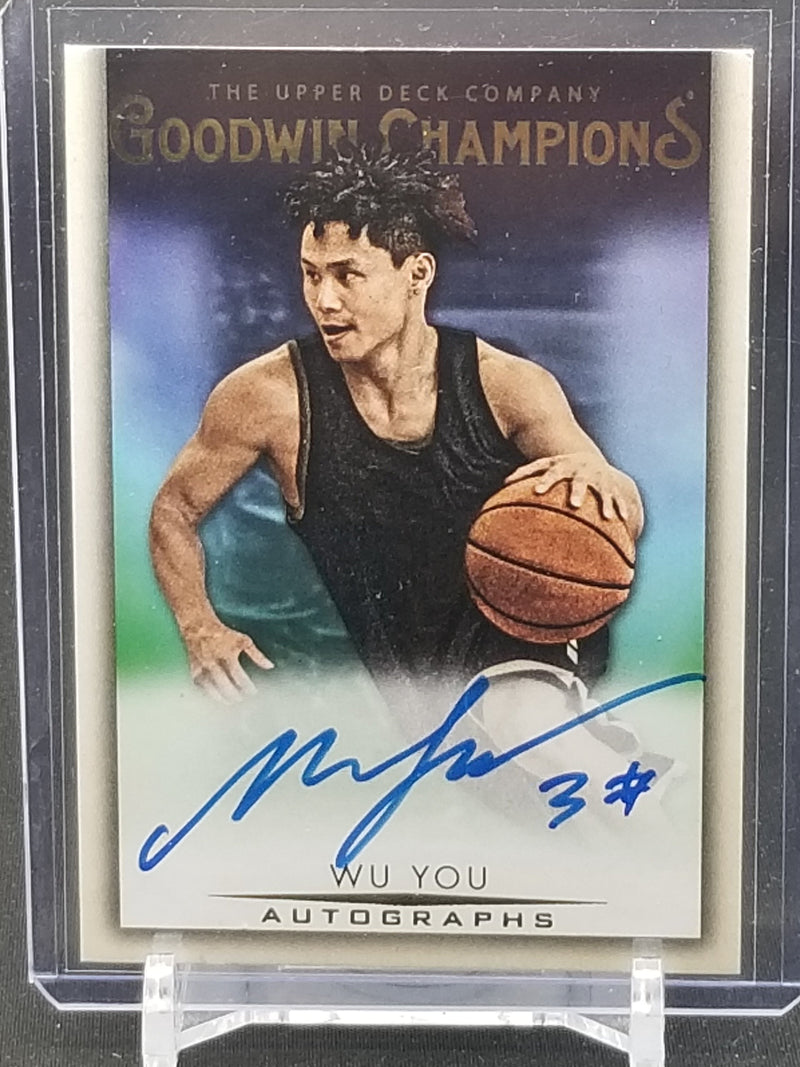 THE UPPER DECK COMPANY
GOODWIN CHAMPIONS
3 #
WU YOU
AUTOGRAPHS